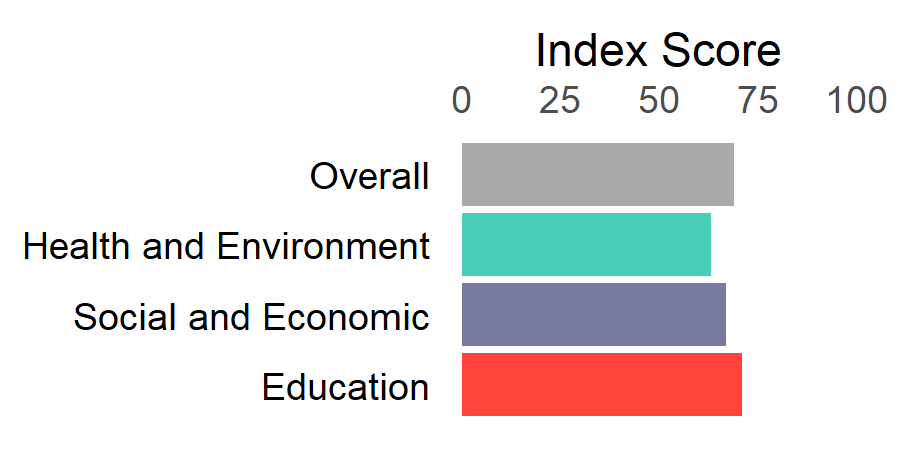 Index Score
0 25 50 75 100
Overall
Health and Environment
Social and Economic
Education